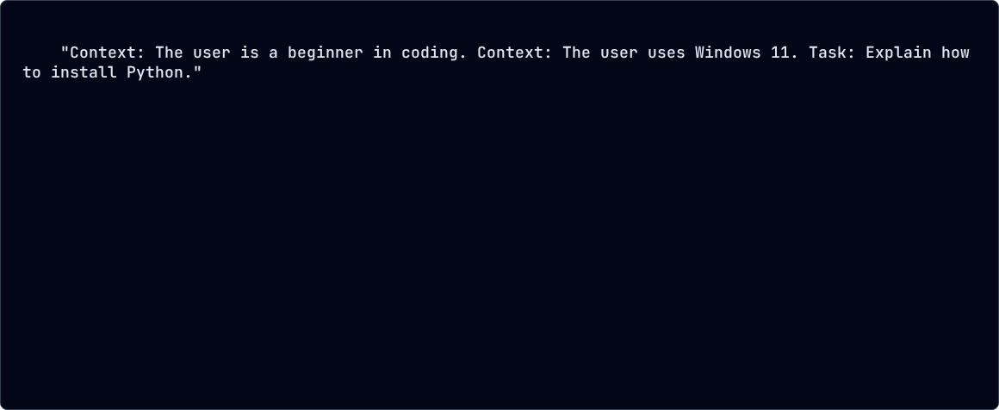 "Context: The user is a beginner in coding. Context: The user uses Windows 11. Task: Explain how
to install Python."